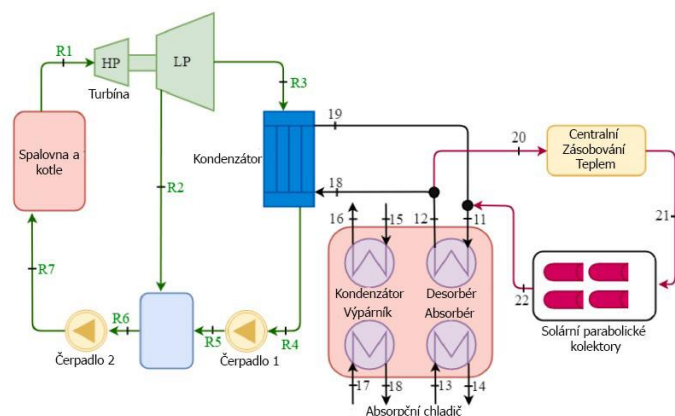 R1
HP
LP
Turbína
R3
19
20
Centralní
Zásobování
Teplem
Spalovna a
kotle
Kondenzátor
R2
18
16
15
12
11
21
R7
Kondenzátor
Desorbér
22
Výpárník
Absorbér
Solární parabolické
kolektory
R6
R5
R4
Čerpadlo 2
Čerpadlo 1
17
18
13
14
Absorpční chladič